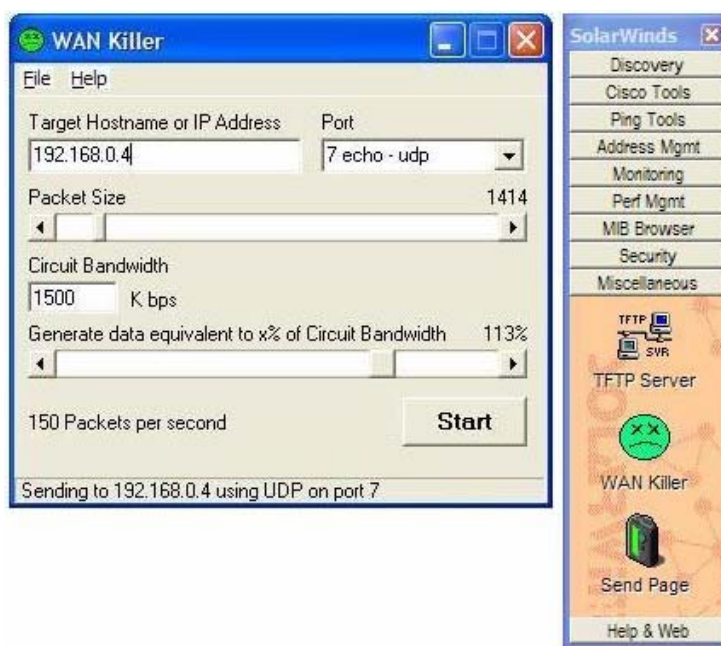 WAN Killer
File Help
Target Hostname or IP Address Port
192.168.0.4 7 echo - udp
Packet Size 1414
Circuit Bandwidth
1500 K bps
Generate data equivalent to x% of Circuit Bandwidth 113%
150 Packets per second Start
Sending to 192.168.0.4 using UDP on port 7
SolarWinds
Discovery
Cisco Tools
Ping Tools
Address Mgmt
Monitoring
Perf Mgmt
MIB Browser
Security
Miscellaneous
TFTP
SVR
TFTP Server
WAN Killer
Send Page
Help & Web